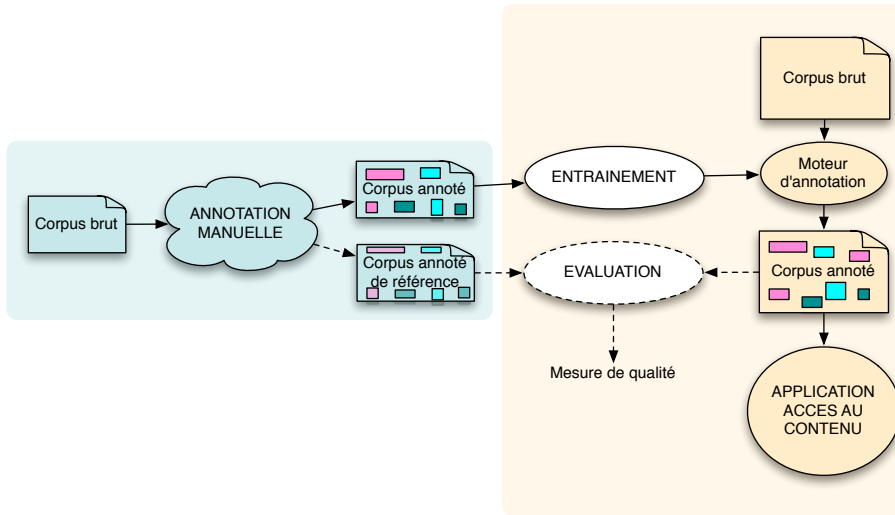 Corpus brut
ANNOTATION
MANUELLE
Corpus annoté
Corpus annoté
de référence
ENTRAINEMENT
EVALUATION
Mesure de qualité
Corpus brut
Moteur
d'annotation
Corpus annoté
APPLICATION
ACCES AU
CONTENU